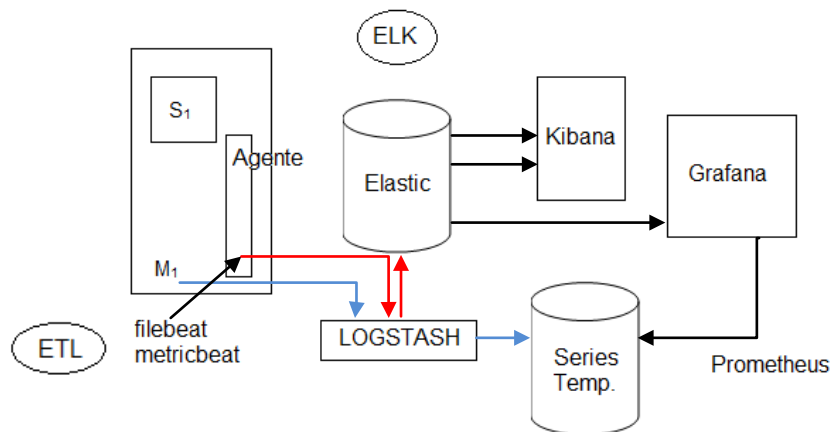 ELK
S₁
Agente
Elastic
Kibana
Grafana
M₁
filebeat
metricbeat
LOGSTASH
ETL
Series
Temp.
Prometheus